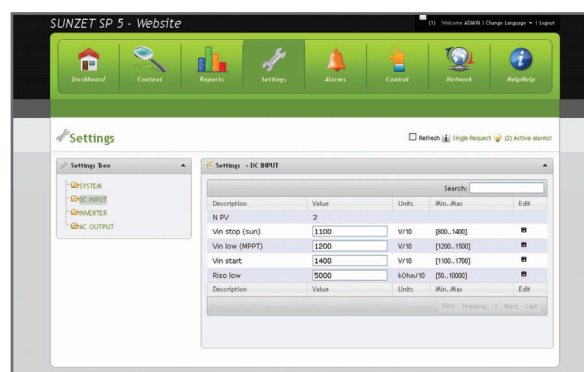 SUNZET SP 5 - Website
(1) Welcome ADMIN | Change Language | Logout
Dashboard Content Reports Settings Alarms Control Network HelpHelp
Settings
Refresh Single Request (2) Active alarms!
Settings Tree
Settings > DC INPUT
SYSTEM
DC INPUT
INVERTER
AC OUTPUT
Search:
Description Value Units Min..Max Edit
N PV 2
Vin stop (sun) 1100 V/10 [800..1400]
Vin low (MPPT) 1200 V/10 [1200..1500]
Vin start 1400 V/10 [1100..1700]
Riso low 5000 kOhm/10 [50..10000]
Description Value Units Min..Max Edit
First Previous 1 Next Last